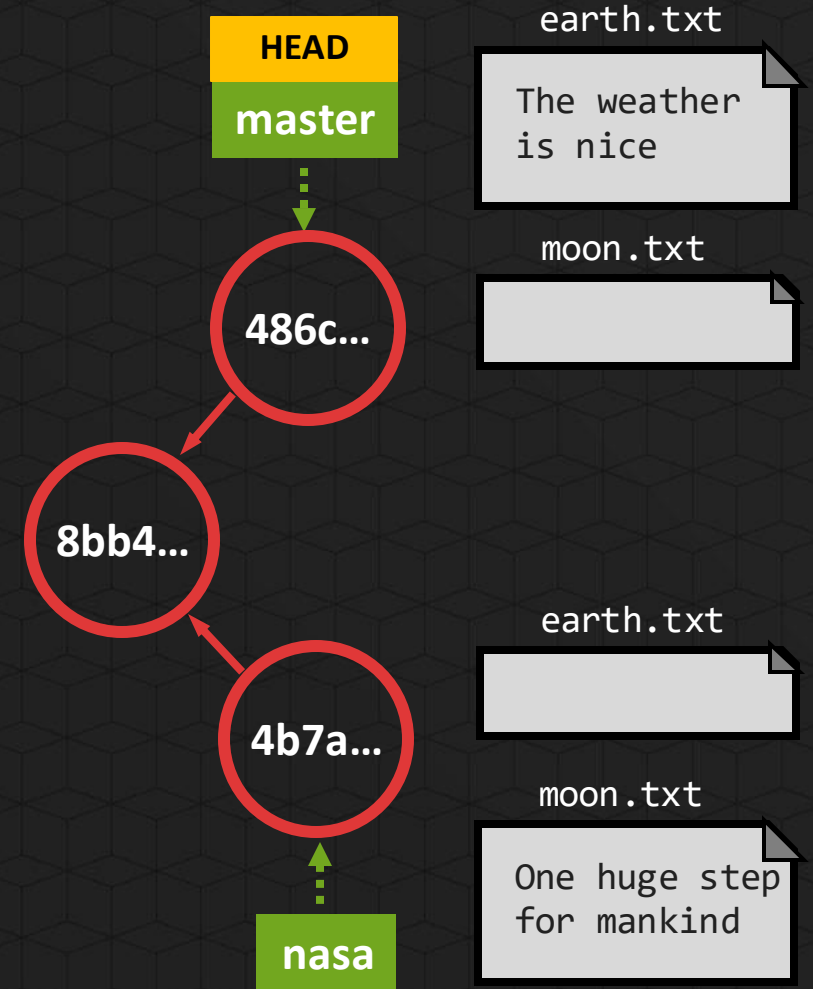 HEAD
master
earth.txt
The weather
is nice
moon.txt
486c…
8bb4…
4b7a…
earth.txt
moon.txt
One huge step
for mankind
nasa